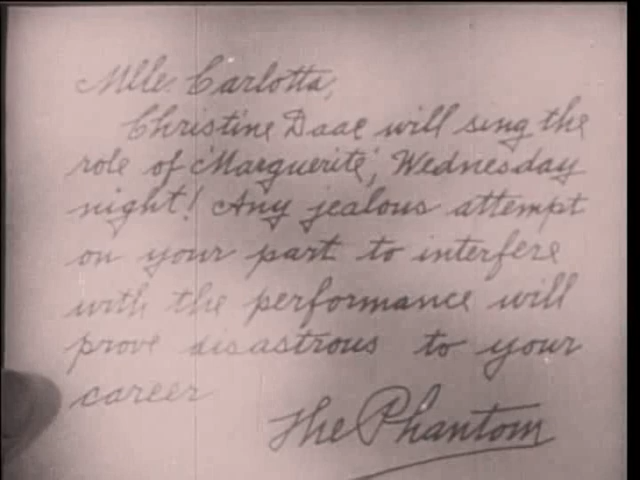 Mlle. Carlotta,
Christine Daae will sing the
role of 'Marguerite', Wednesday
night! Any jealous attempt
on your part to interfere
with the performance will
prove disastrous to your
career
The Phantom